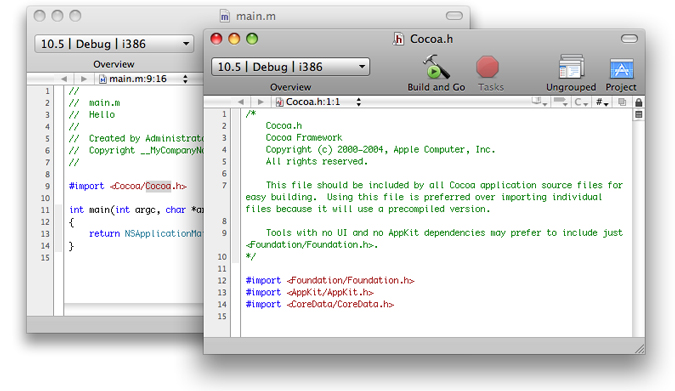 main.m
10.5 | Debug | i386
Overview
main.m:9:16
1 //
2 // main.m
3 // Hello
4 //
5 // Created by
6 // Copyright
7 //
8
9 #import <Cocoa/Cocoa.h>
10
11 int main(int argc, char
12 {
13 return
14 }
15
Cocoa.h
10.5 | Debug | i386
Overview
Build and Go
Tasks
Ungrouped
Project
Cocoa.h:1:1
C
#
1 /*
2 Cocoa.h
3 Cocoa Framework
4 Copyright (c) 2000-2004, Apple Computer, Inc.
5 All rights reserved.
6
7 This file should be included by all Cocoa application source files for
easy building. Using this file is preferred over importing individual
files because it will use a precompiled version.
8
9 Tools with no UI and no AppKit dependencies may prefer to include just
<Foundation/Foundation.h>.
10 */
11
12 #import <Foundation/Foundation.h>
13 #import <AppKit/AppKit.h>
14 #import <CoreData/CoreData.h>
15